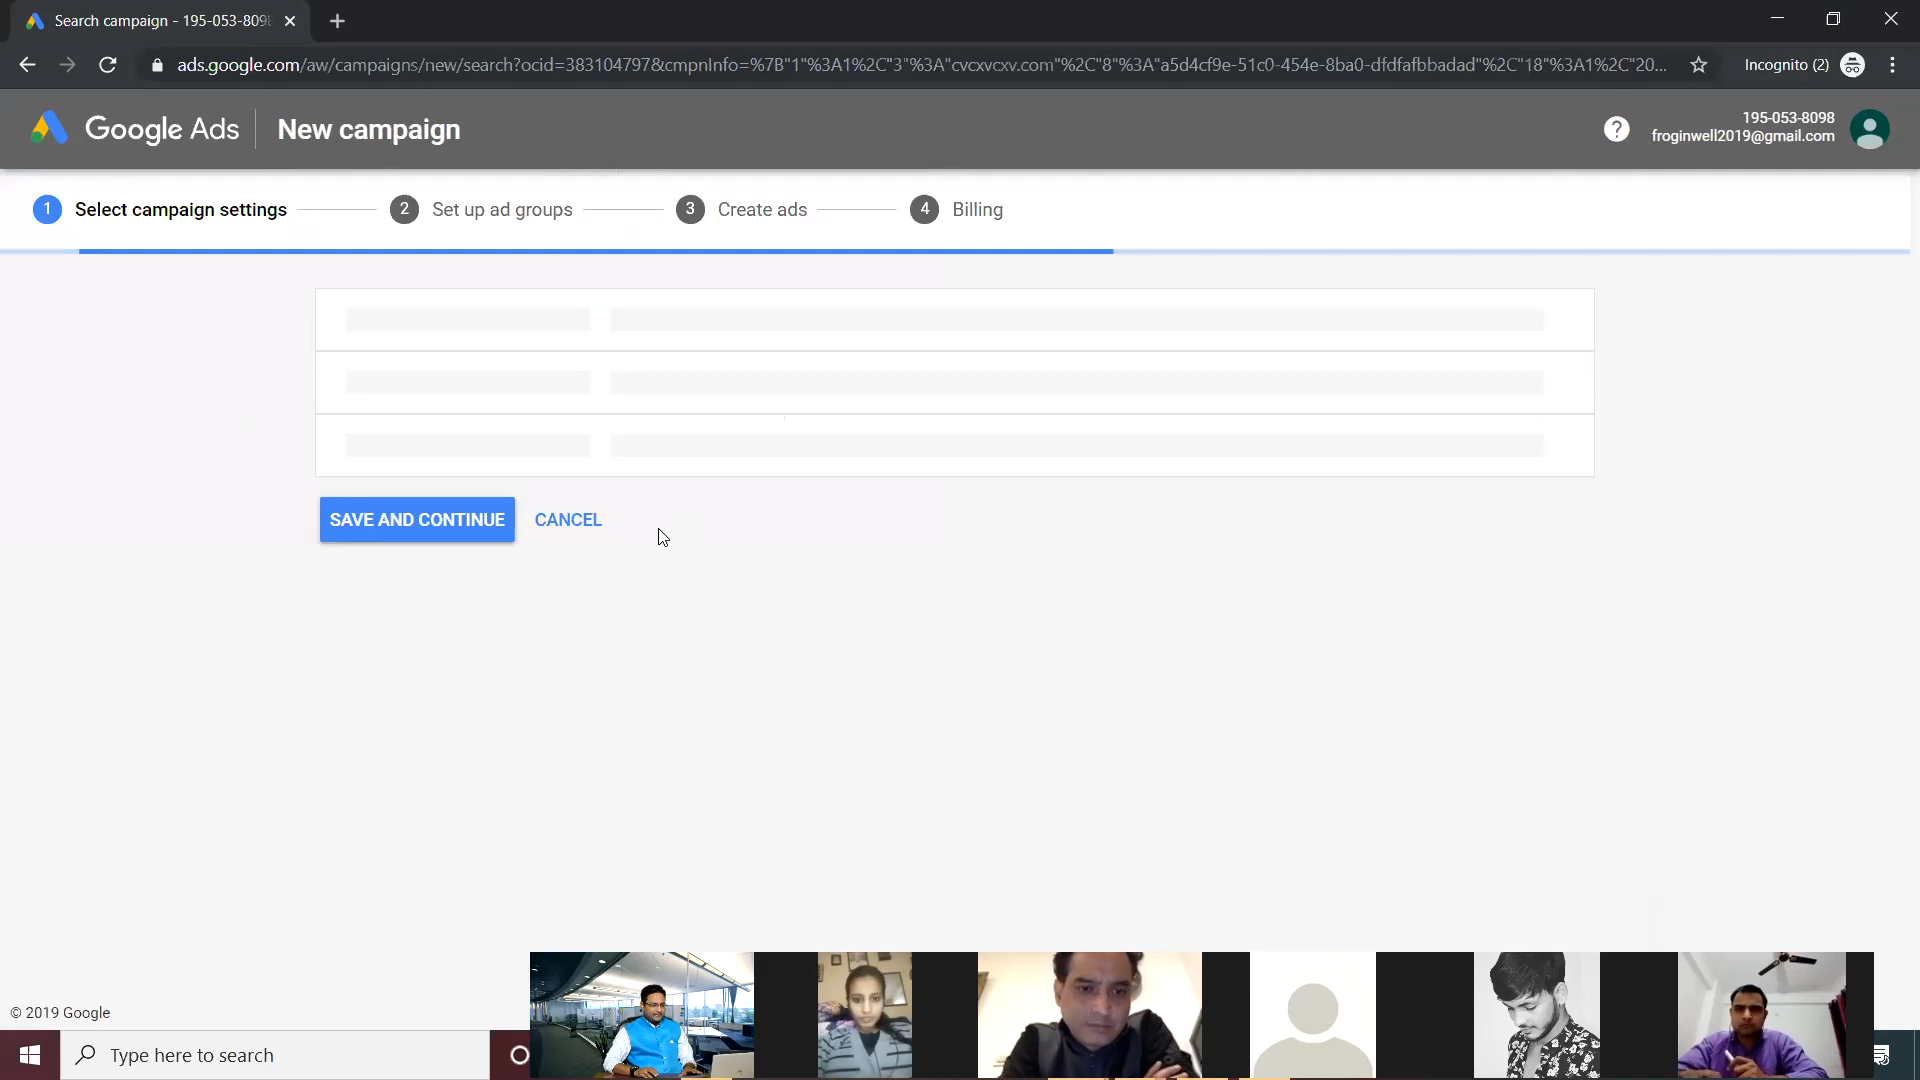 Search campaign - 195-053-8098
ads.google.com/aw/campaigns/new/search?ocid=383104797&cmpnInfo=%7B"1"%3A1%2C"3"%3A"cvcxvcxv.com"%2C"8"%3A"a5d4cf9e-51c0-454e-8ba0-dfdfafbbadad"%2C"18"%3A1%2C"20...
Incognito (2)
Google Ads
New campaign
?
195-053-8098
froginwell2019@gmail.com
1 Select campaign settings
2 Set up ad groups
3 Create ads
4 Billing
SAVE AND CONTINUE
CANCEL
© 2019 Google
Type here to search